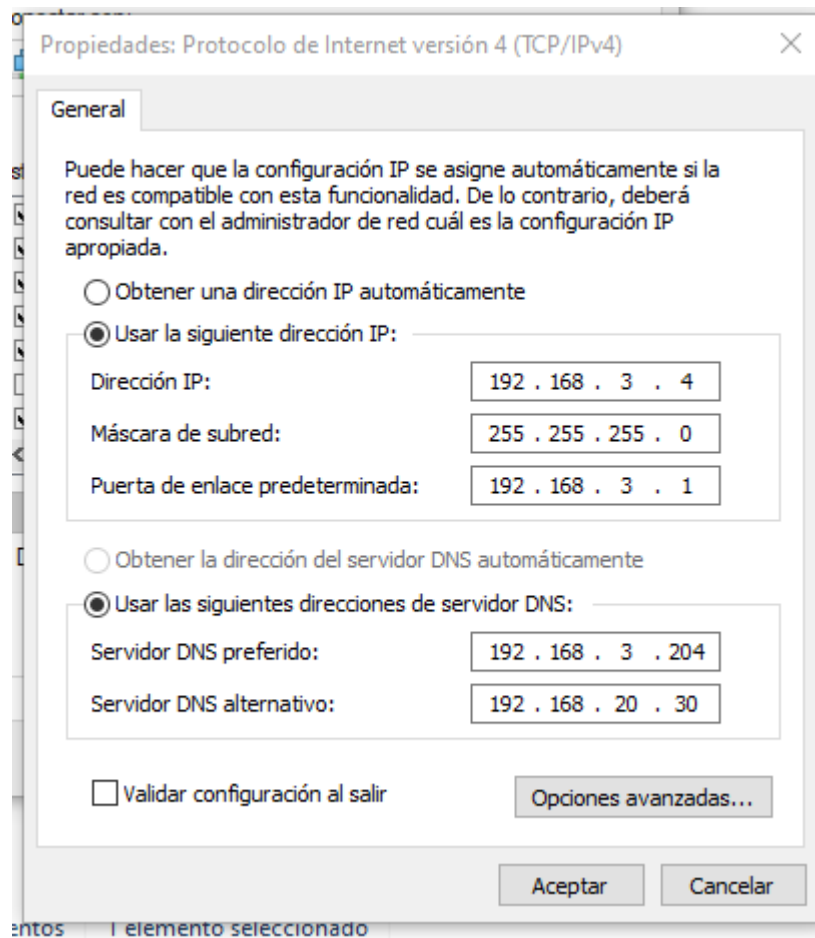 Propiedades: Protocolo de Internet versión 4 (TCP/IPv4)
General
Puede hacer que la configuración IP se asigne automáticamente si la
red es compatible con esta funcionalidad. De lo contrario, deberá
consultar con el administrador de red cuál es la configuración IP
apropiada.
Obtener una dirección IP automáticamente
Usar la siguiente dirección IP:
Dirección IP: 192 . 168 . 3 . 4
Máscara de subred: 255 . 255 . 255 . 0
Puerta de enlace predeterminada: 192 . 168 . 3 . 1
Obtener la dirección del servidor DNS automáticamente
Usar las siguientes direcciones de servidor DNS:
Servidor DNS preferido: 192 . 168 . 3 . 204
Servidor DNS alternativo: 192 . 168 . 20 . 30
Validar configuración al salir Opciones avanzadas...
Aceptar Cancelar
entos 1 elemento seleccionado